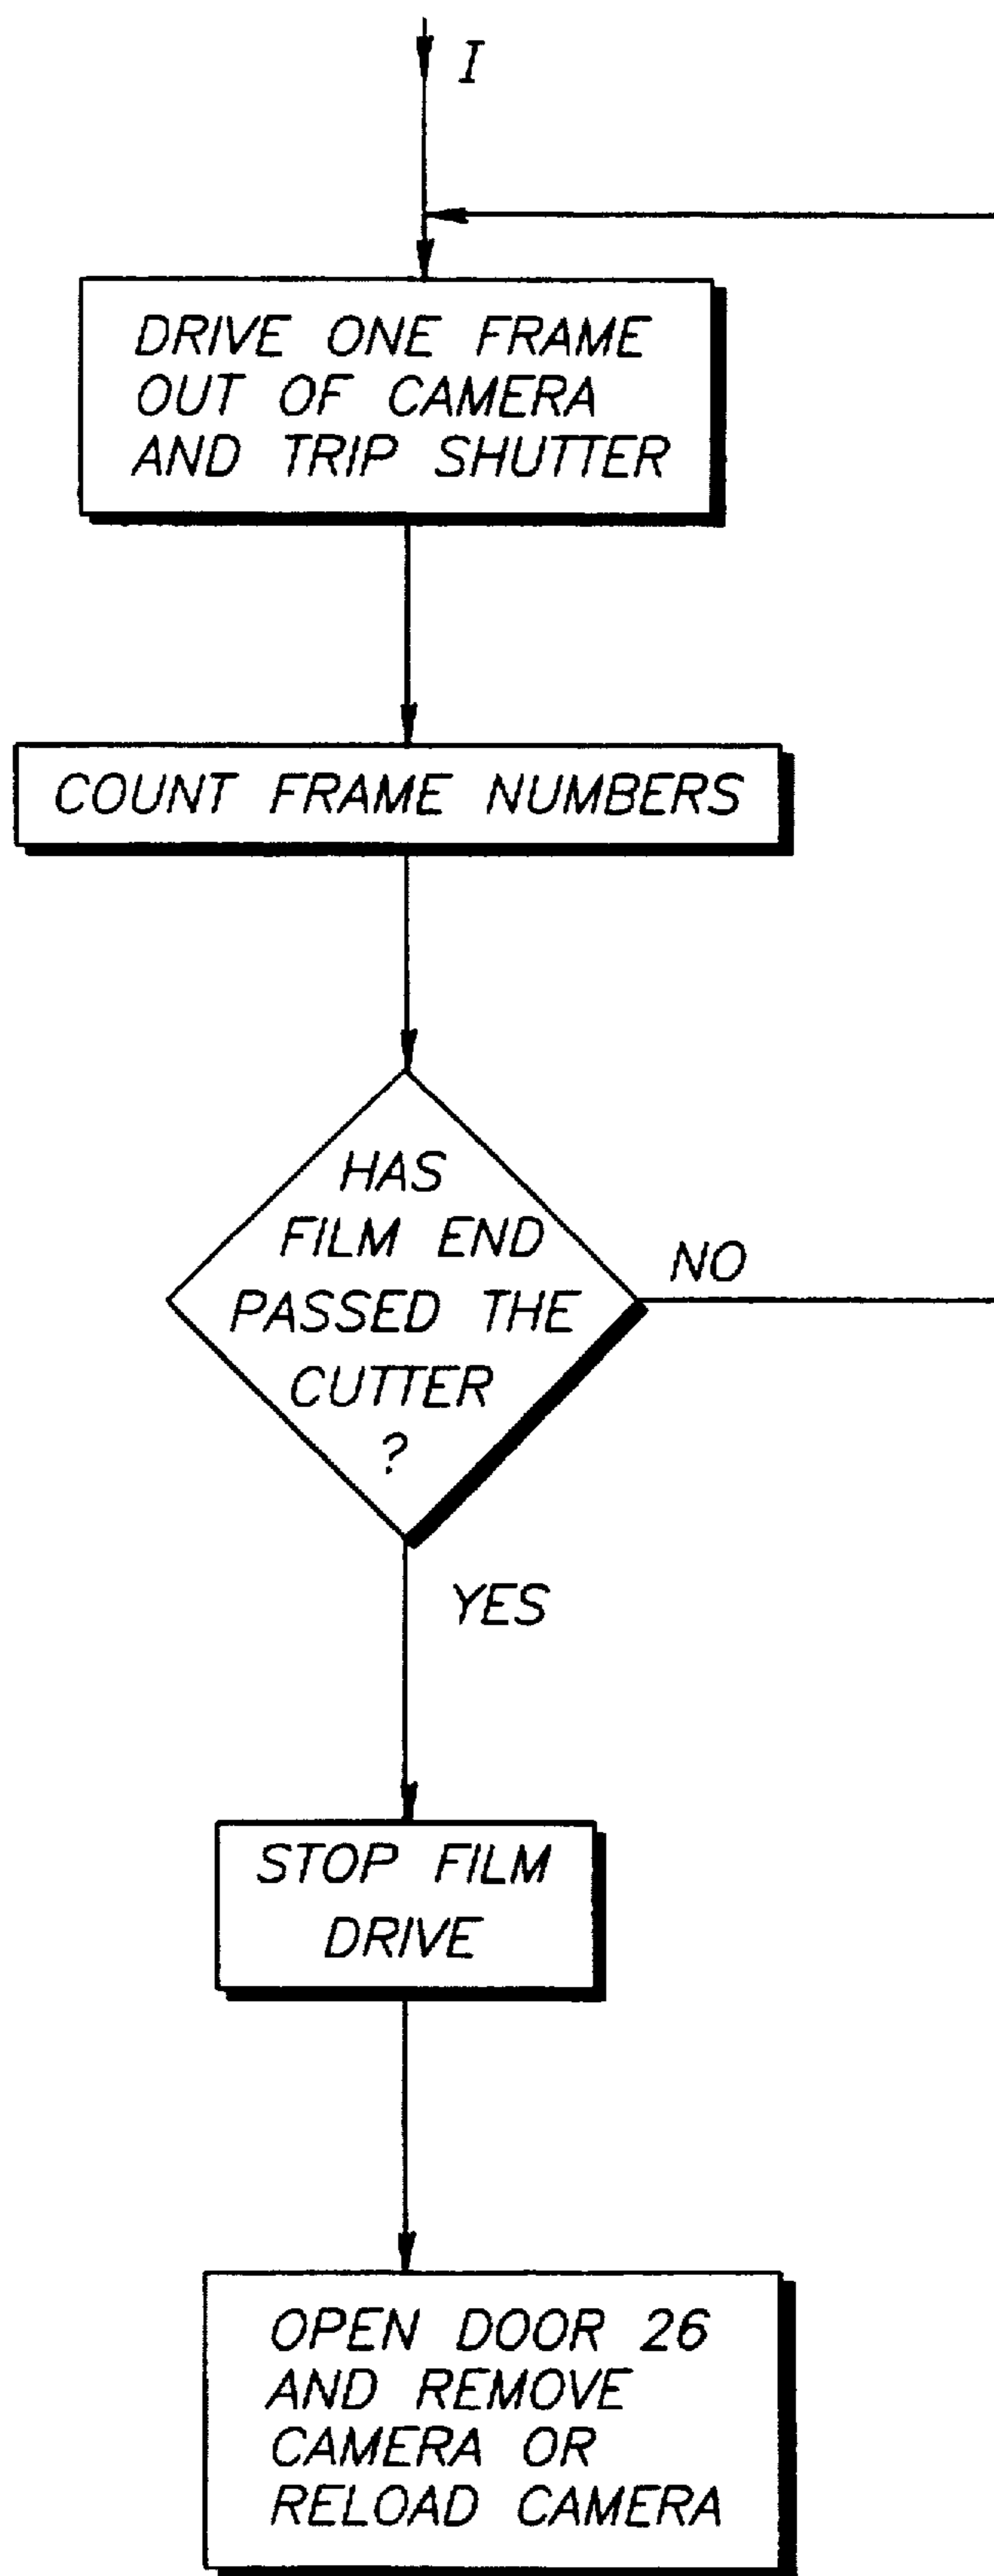 I
DRIVE ONE FRAME
OUT OF CAMERA
AND TRIP SHUTTER
COUNT FRAME NUMBERS
HAS
FILM END
PASSED THE
CUTTER
?
NO
YES
STOP FILM
DRIVE
OPEN DOOR 26
AND REMOVE
CAMERA OR
RELOAD CAMERA